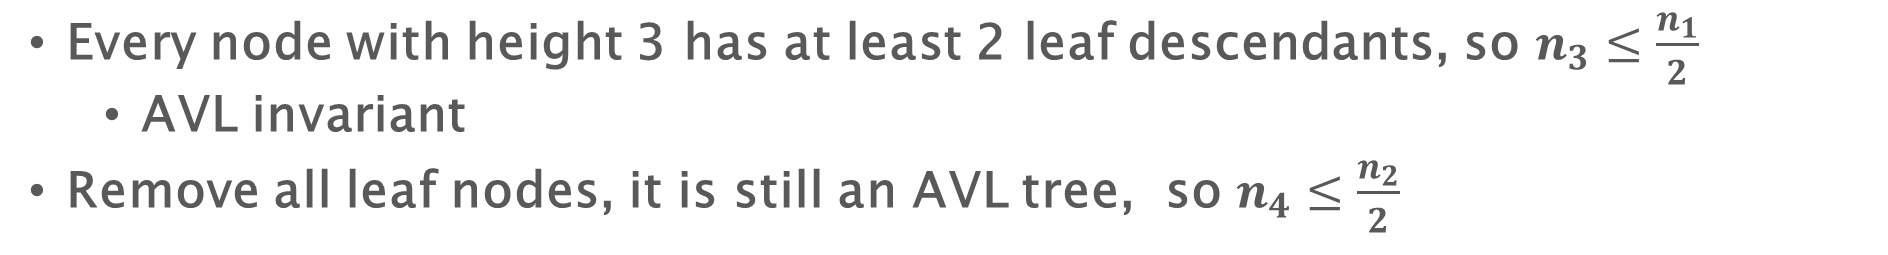 • Every node with height 3 has at least 2 leaf descendants, so n₃ ≤ n₁/2
• AVL invariant
• Remove all leaf nodes, it is still an AVL tree, so n₄ ≤ n₂/2